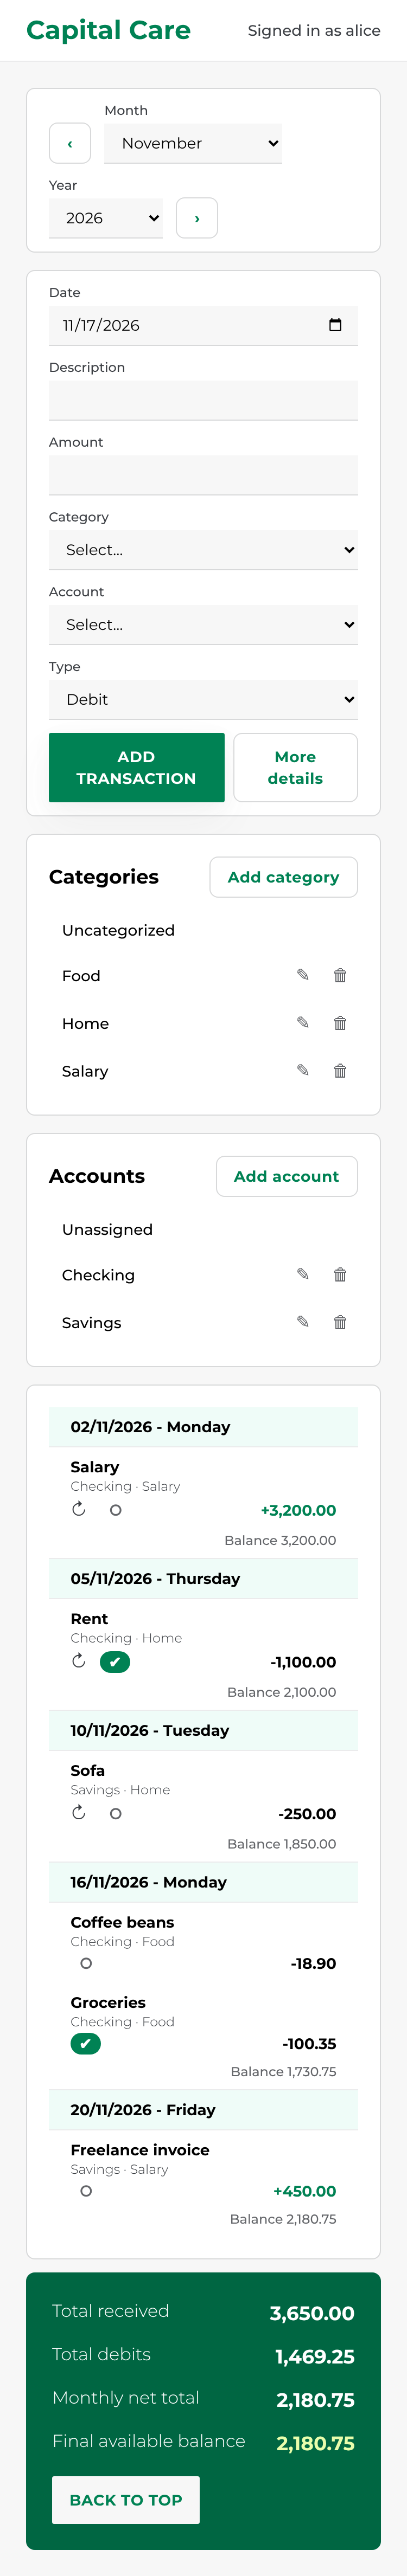 Capital Care
Signed in as alice
Month
‹
November
Year
2026
›
Date
11/17/2026
Description
Amount
Category
Select...
Account
Select...
Type
Debit
ADD
TRANSACTION
More
details
Categories
Add category
Uncategorized
Food
Home
Salary
Accounts
Add account
Unassigned
Checking
Savings
02/11/2026 - Monday
Salary
Checking · Salary
+3,200.00
Balance 3,200.00
05/11/2026 - Thursday
Rent
Checking · Home
-1,100.00
Balance 2,100.00
10/11/2026 - Tuesday
Sofa
Savings · Home
-250.00
Balance 1,850.00
16/11/2026 - Monday
Coffee beans
Checking · Food
-18.90
Groceries
Checking · Food
-100.35
Balance 1,730.75
20/11/2026 - Friday
Freelance invoice
Savings · Salary
+450.00
Balance 2,180.75
Total received 3,650.00
Total debits 1,469.25
Monthly net total 2,180.75
Final available balance 2,180.75
BACK TO TOP